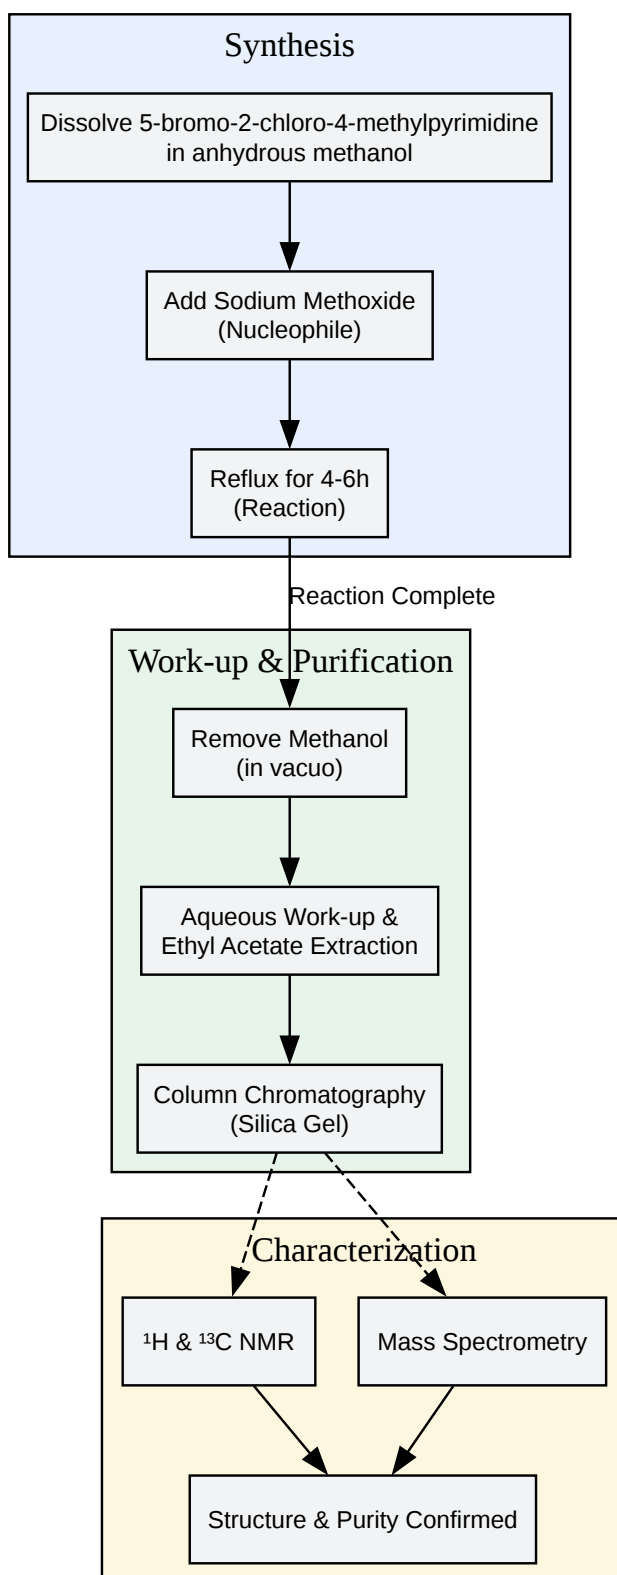 Synthesis
Dissolve 5-bromo-2-chloro-4-methylpyrimidine
in anhydrous methanol
Add Sodium Methoxide
(Nucleophile)
Reflux for 4-6h
(Reaction)
Reaction Complete
Work-up & Purification
Remove Methanol
(in vacuo)
Aqueous Work-up &
Ethyl Acetate Extraction
Column Chromatography
(Silica Gel)
Characterization
¹H & ¹³C NMR
Mass Spectrometry
Structure & Purity Confirmed